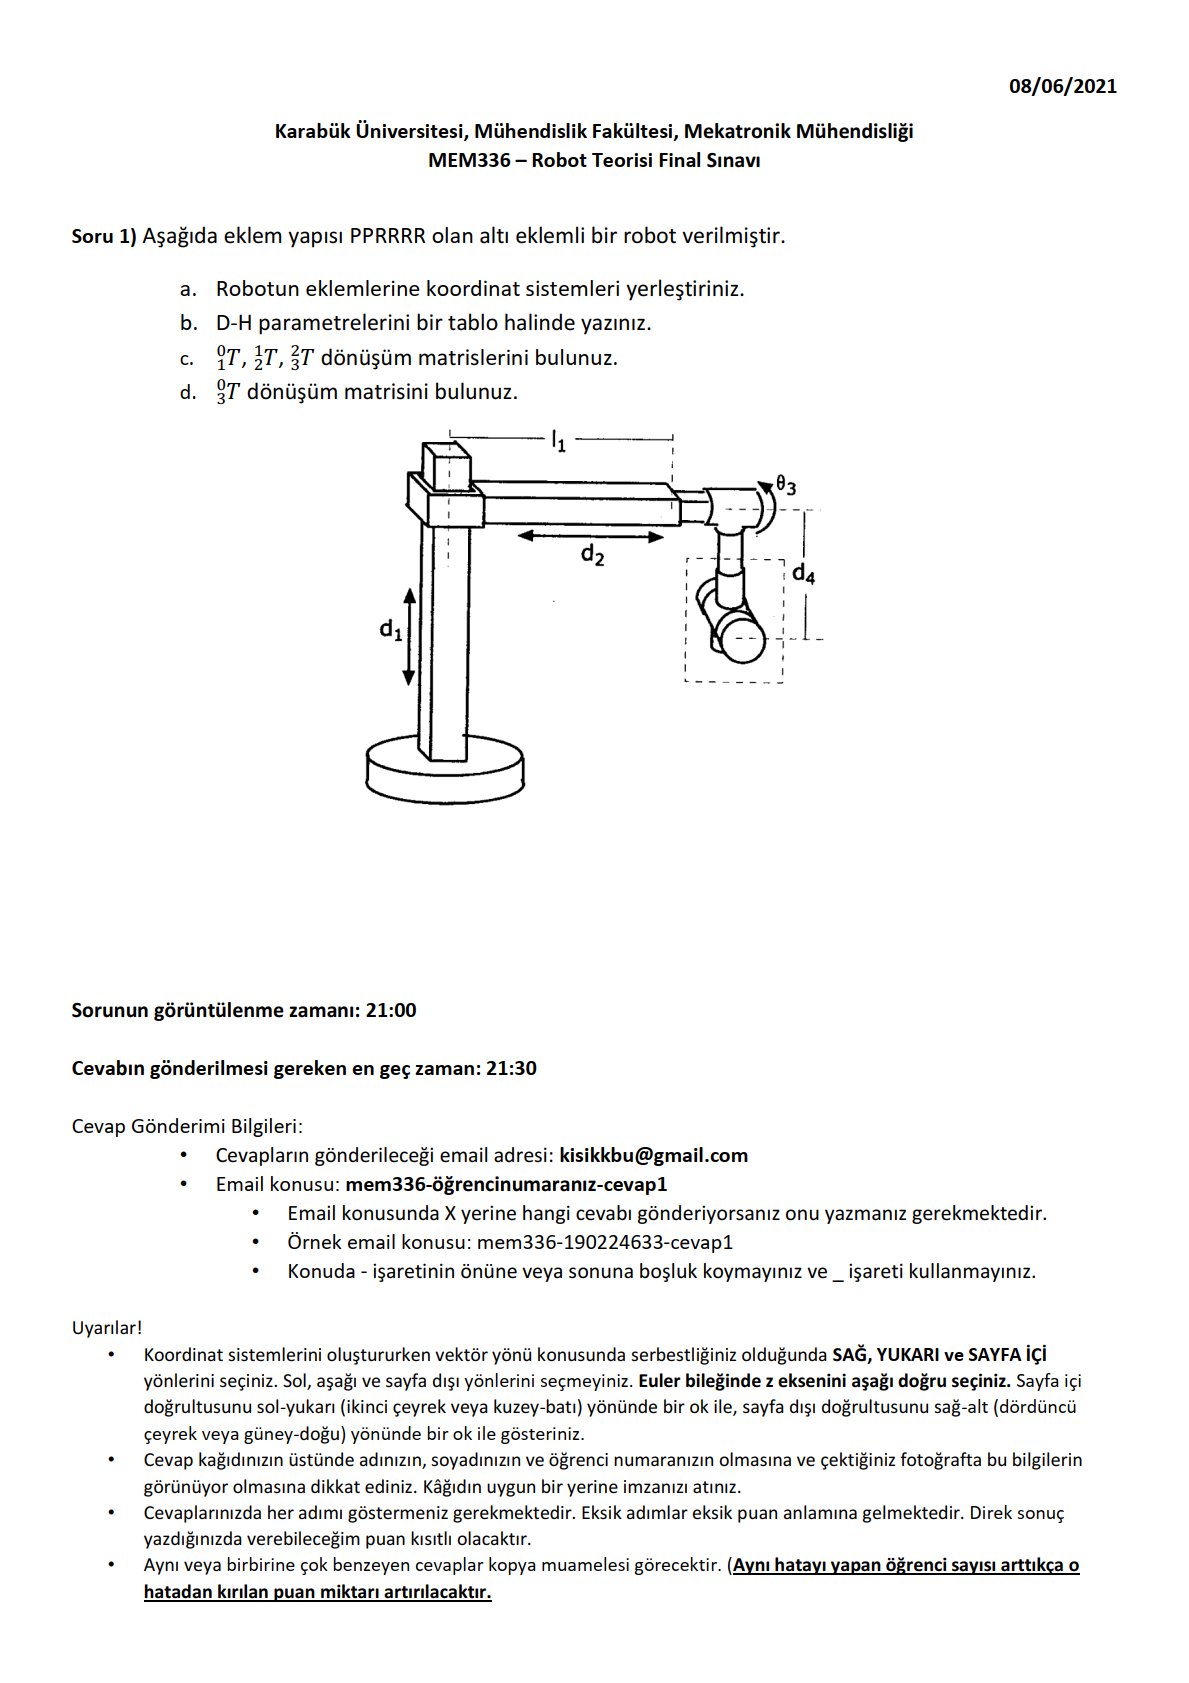 08/06/2021
Karabük Üniversitesi, Mühendislik Fakültesi, Mekatronik Mühendisliği
MEM336 – Robot Teorisi Final Sınavı
Soru 1) Aşağıda eklem yapısı PPRRRR olan altı eklemli bir robot verilmiştir.
a. Robotun eklemlerine koordinat sistemleri yerleştiriniz.
b. D-H parametrelerini bir tablo halinde yazınız.
c. ⁰₁T, ¹₂T, ²₃T dönüşüm matrislerini bulunuz.
d. ⁰₃T dönüşüm matrisini bulunuz.
l₁
θ₃
d₂
d₄
d₁
Sorunun görüntülenme zamanı: 21:00
Cevabın gönderilmesi gereken en geç zaman: 21:30
Cevap Gönderimi Bilgileri:
• Cevapların gönderileceği email adresi: kisikkbu@gmail.com
• Email konusu: mem336-öğrencinumaranız-cevap1
• Email konusunda X yerine hangi cevabı gönderiyorsanız onu yazmanız gerekmektedir.
• Örnek email konusu: mem336-190224633-cevap1
• Konuda - işaretinin önüne veya sonuna boşluk koymayınız ve _ işareti kullanmayınız.
Uyarılar!
• Koordinat sistemlerini oluştururken vektör yönü konusunda serbestliğiniz olduğunda SAĞ, YUKARI ve SAYFA İÇİ
yönlerini seçiniz. Sol, aşağı ve sayfa dışı yönlerini seçmeyiniz. Euler bileğinde z eksenini aşağı doğru seçiniz. Sayfa içi
doğrultusunu sol-yukarı (ikinci çeyrek veya kuzey-batı) yönünde bir ok ile, sayfa dışı doğrultusunu sağ-alt (dördüncü
çeyrek veya güney-doğu) yönünde bir ok ile gösteriniz.
• Cevap kağıdınızın üstünde adınızın, soyadınızın ve öğrenci numaranızın olmasına ve çektiğiniz fotoğrafta bu bilgilerin
görünüyor olmasına dikkat ediniz. Kâğıdın uygun bir yerine imzanızı atınız.
• Cevaplarınızda her adımı göstermeniz gerekmektedir. Eksik adımlar eksik puan anlamına gelmektedir. Direk sonuç
yazdığınızda verebileceğim puan kısıtlı olacaktır.
• Aynı veya birbirine çok benzeyen cevaplar kopya muamelesi görecektir. (Aynı hatayı yapan öğrenci sayısı arttıkça o
hatadan kırılan puan miktarı artırılacaktır.